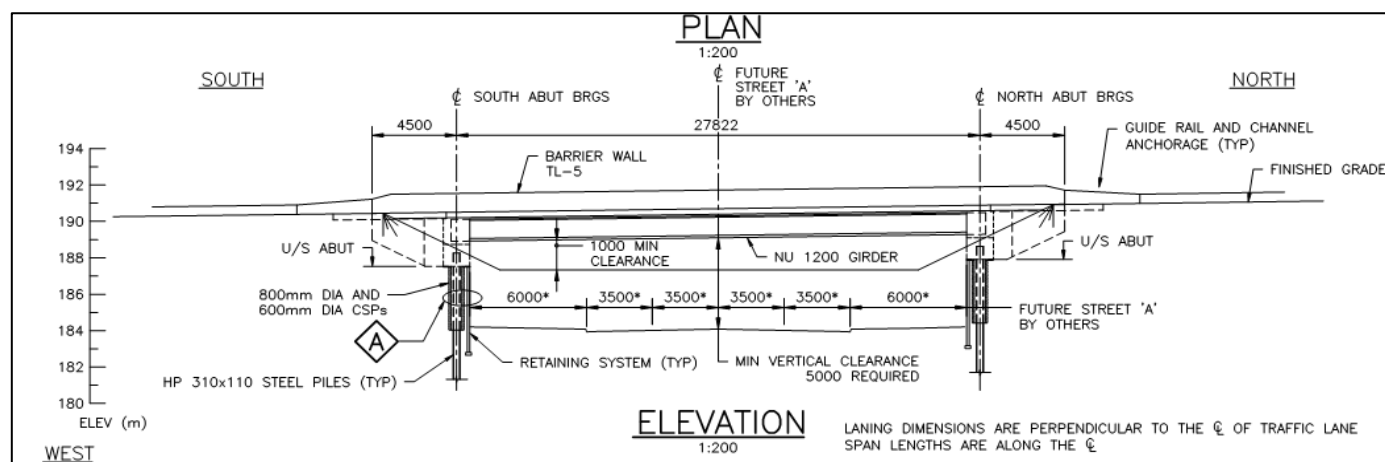 PLAN
1:200
SOUTH
℄ FUTURE
STREET 'A'
BY OTHERS
NORTH
℄ SOUTH ABUT BRGS
℄ NORTH ABUT BRGS
4500
27822
4500
GUIDE RAIL AND CHANNEL
ANCHORAGE (TYP)
194
BARRIER WALL
TL-5
FINISHED GRADE
192
190
U/S ABUT
1000 MIN
CLEARANCE
NU 1200 GIRDER
U/S ABUT
188
800mm DIA AND
600mm DIA CSPs
186
6000*
3500*
3500*
3500*
3500*
6000*
FUTURE STREET 'A'
BY OTHERS
184
A
RETAINING SYSTEM (TYP)
MIN VERTICAL CLEARANCE
5000 REQUIRED
182
HP 310x110 STEEL PILES (TYP)
180
ELEV (m)
ELEVATION
1:200
LANING DIMENSIONS ARE PERPENDICULAR TO THE ℄ OF TRAFFIC LANE
SPAN LENGTHS ARE ALONG THE ℄
WEST